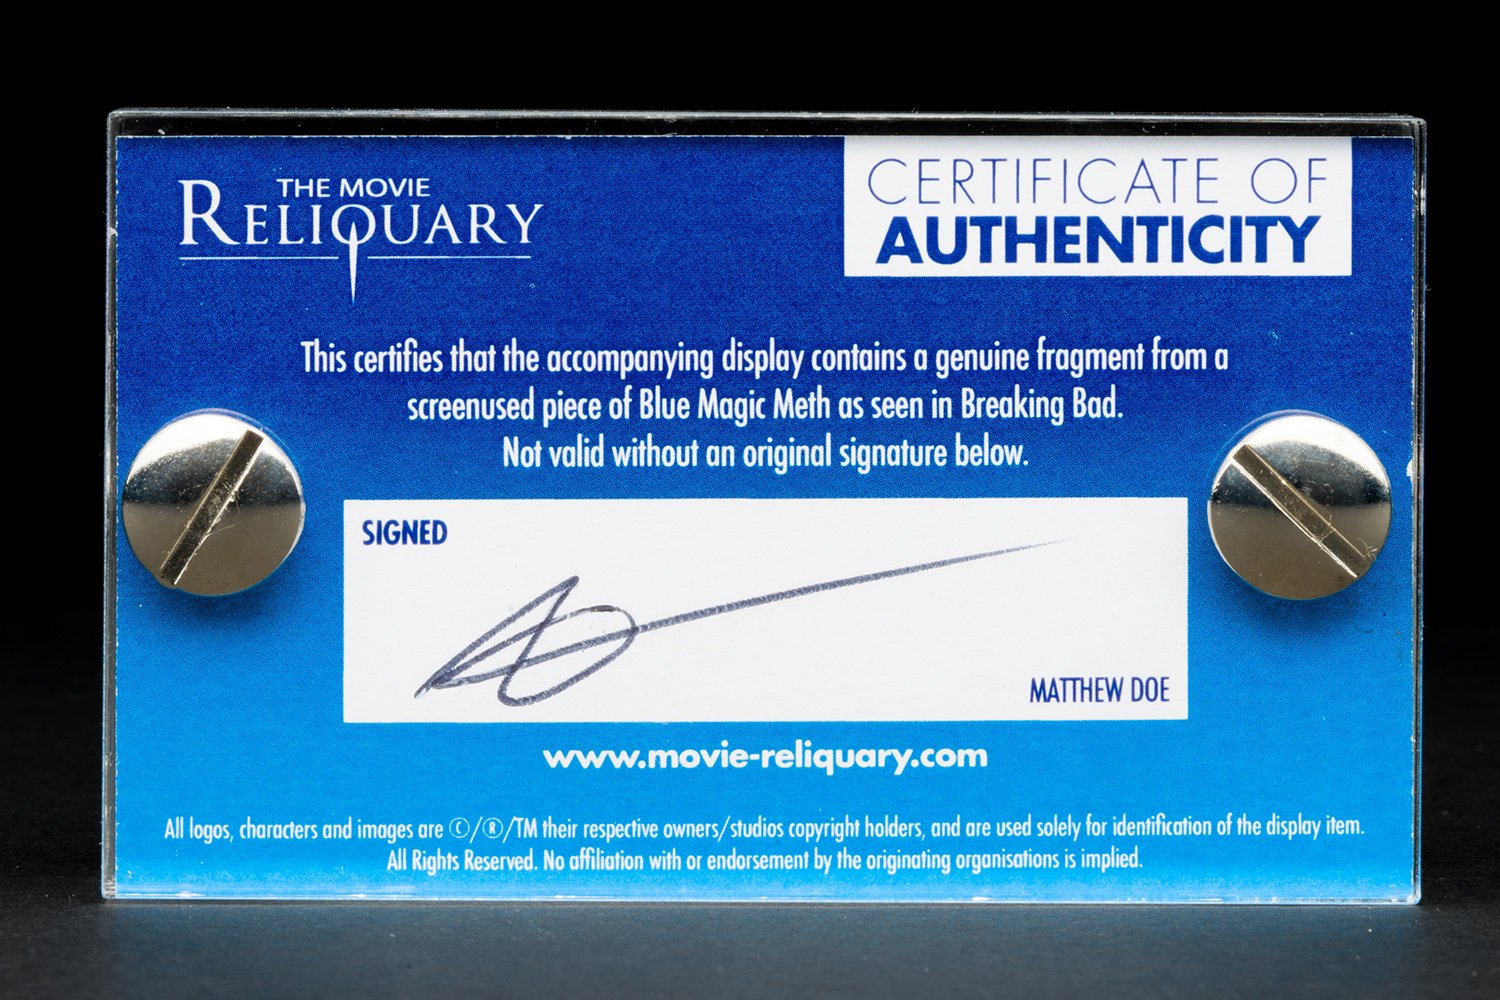 THE MOVIE
RELIQUARY
CERTIFICATE OF
AUTHENTICITY
This certifies that the accompanying display contains a genuine fragment from a
screenused piece of Blue Magic Meth as seen in Breaking Bad.
Not valid without an original signature below.
SIGNED
MATTHEW DOE
www.movie-reliquary.com
All logos, characters and images are ©/®/TM their respective owners/studios copyright holders, and are used solely for identification of the display item.
All Rights Reserved. No affiliation with or endorsement by the originating organisations is implied.